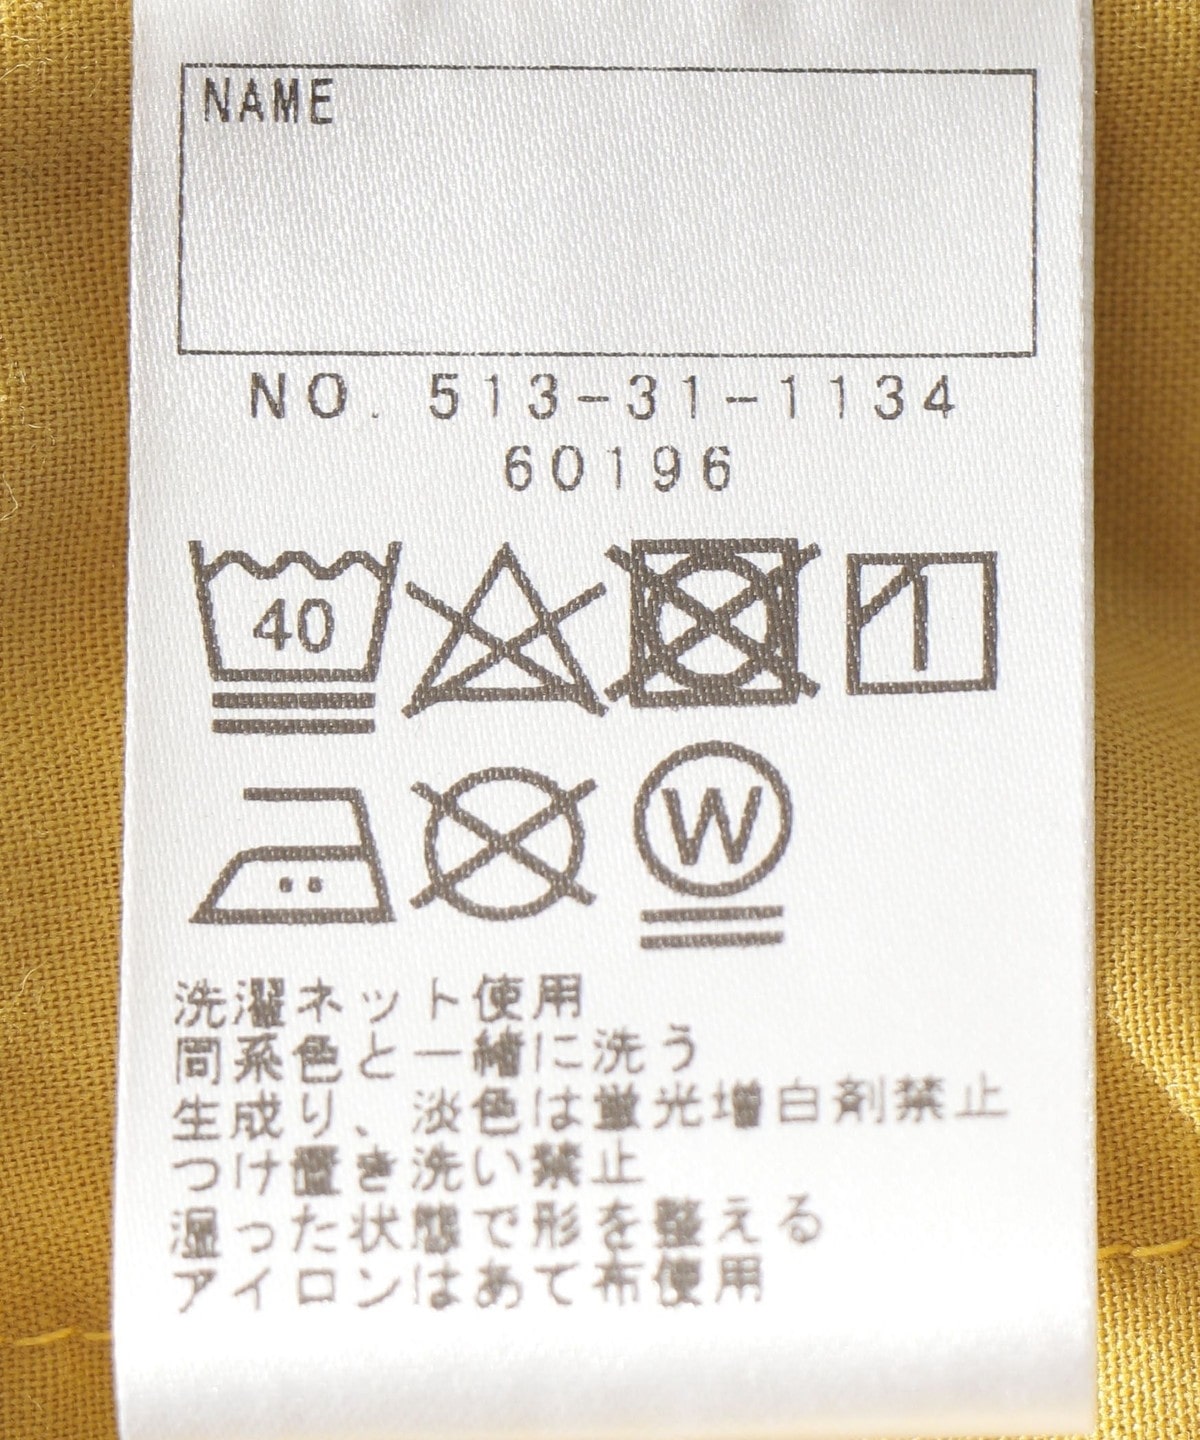 NAME
NO. 513-31-1134
60196
40
W
洗濯ネット使用
同系色と一緒に洗う
生成り、淡色は蛍光増白剤禁止
つけ置き洗い禁止
湿った状態で形を整える
アイロンはあて布使用